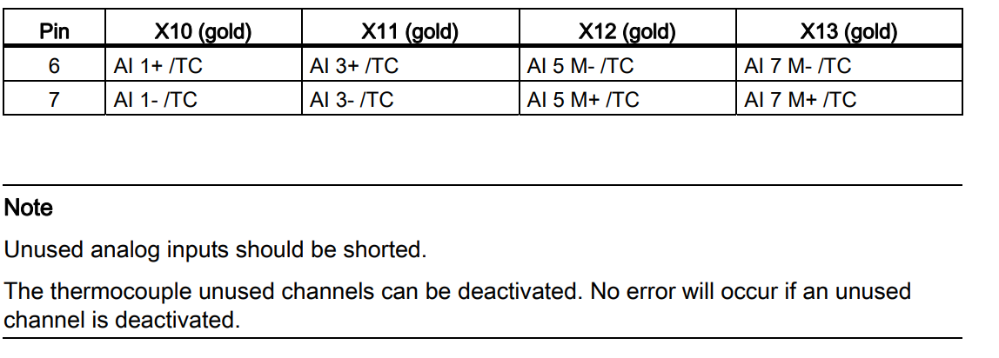 Pin X10 (gold) X11 (gold) X12 (gold) X13 (gold)
6 AI 1+ /TC AI 3+ /TC AI 5 M- /TC AI 7 M- /TC
7 AI 1- /TC AI 3- /TC AI 5 M+ /TC AI 7 M+ /TC
Note
Unused analog inputs should be shorted.
The thermocouple unused channels can be deactivated. No error will occur if an unused
channel is deactivated.